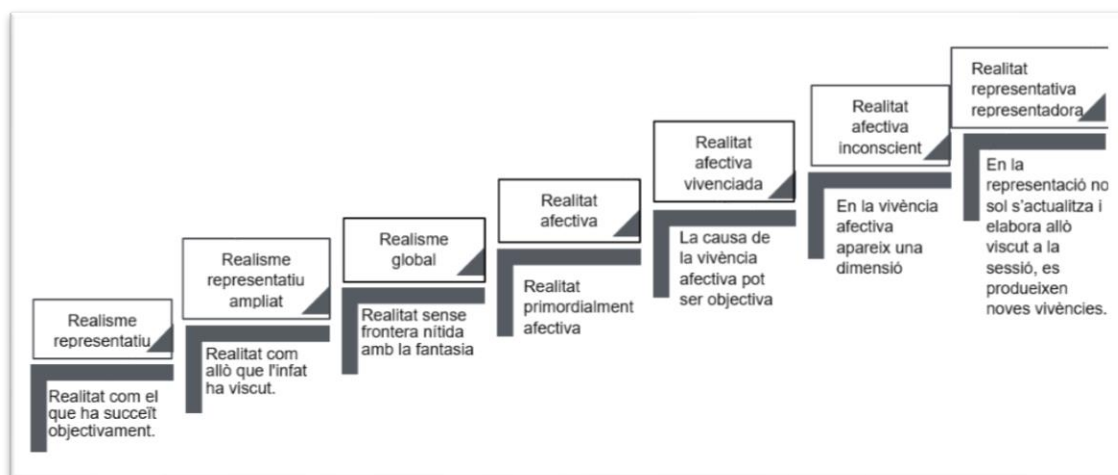 Realisme
representatiu
Realitat com el
que ha succeït
objectivament.
Realisme
representatiu
ampliat
Realitat com
allò que l'infat
ha viscut.
Realisme
global
Realitat sense
frontera nítida
amb la fantasia
Realitat
afectiva
Realitat
primordialment
afectiva
Realitat
afectiva
vivenciada
La causa de
la vivència
afectiva pot
ser objectiva
Realitat
afectiva
inconscient
En la vivència
afectiva
apareix una
dimensió
Realitat
representativa
representadora
En la
representació no
sol s'actualitza i
elabora allò
viscut a la
sessió, es
produeixen
noves vivències.